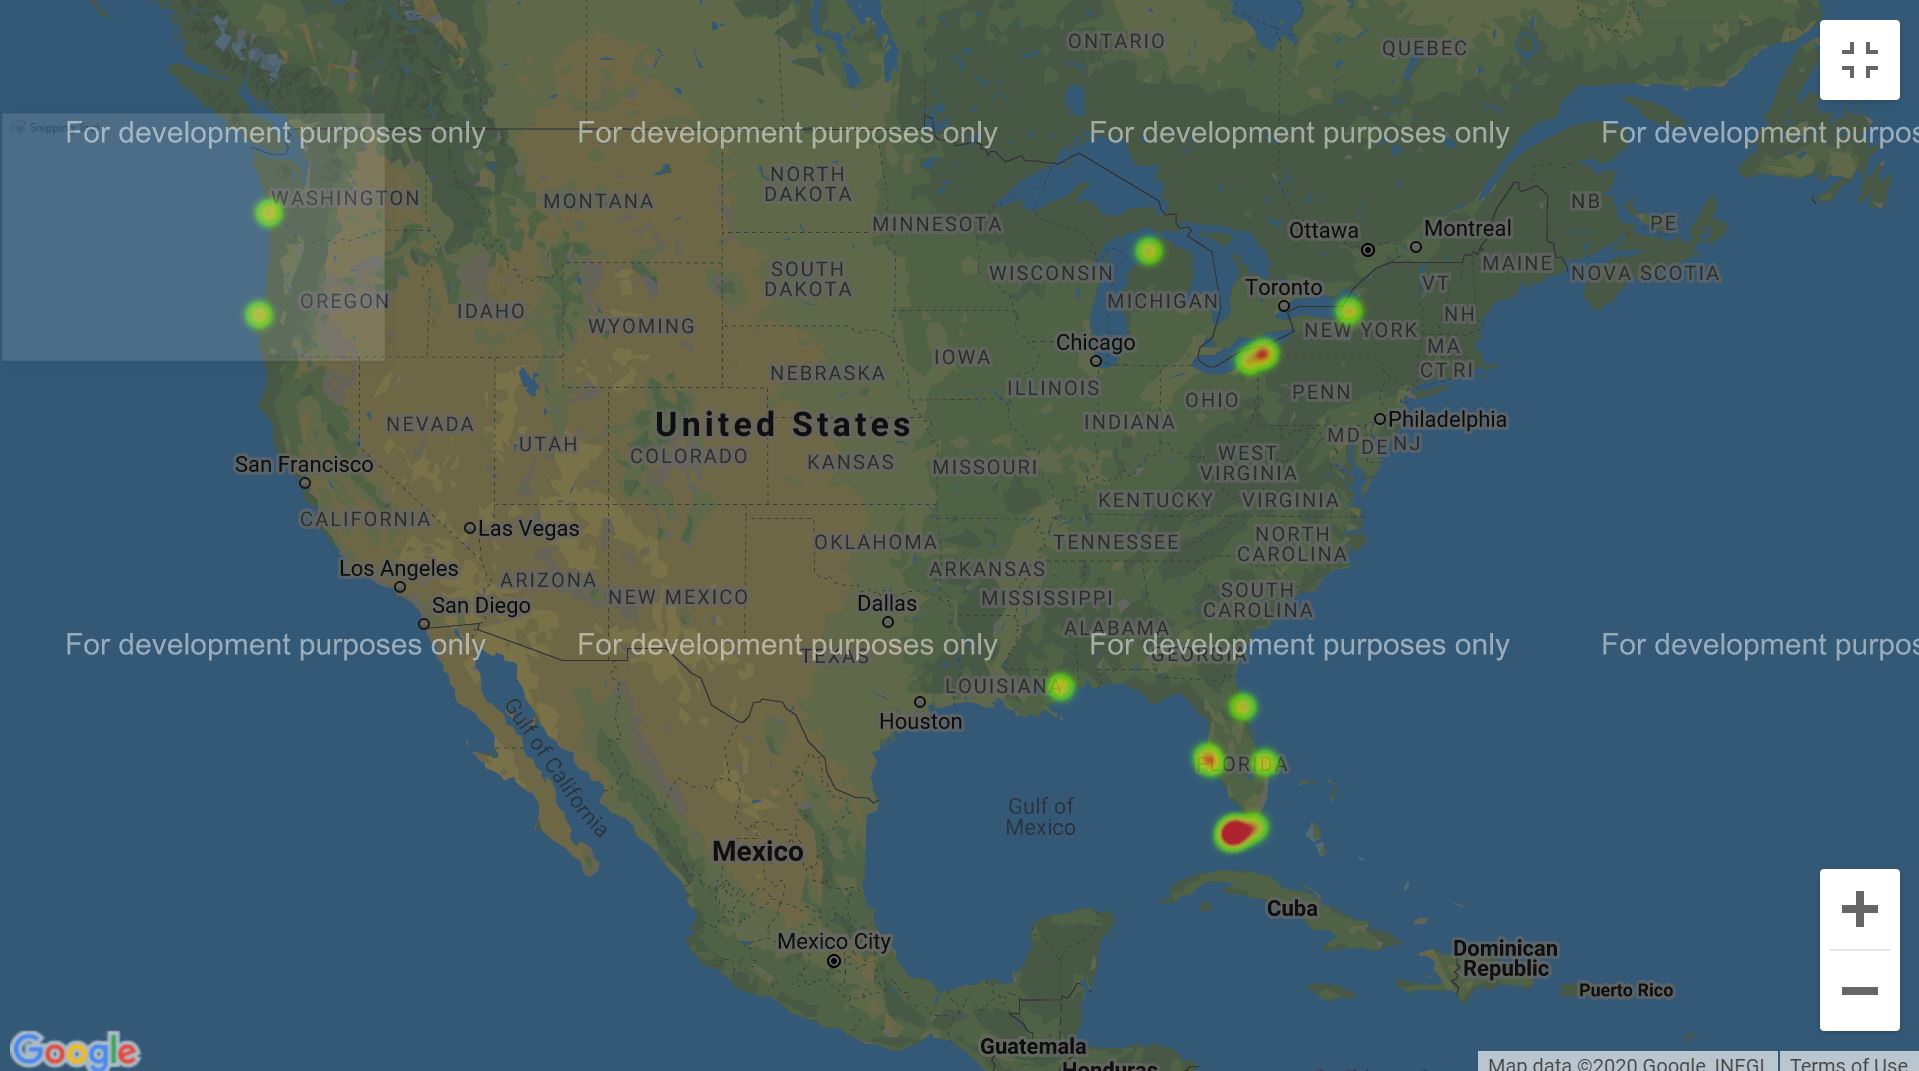 ONTARIO
QUEBEC
Snippi
For development purposes only
For development purposes only
For development purposes only
For development purpos
NORTH
DAKOTA
WASHINGTON
MONTANA
MINNESOTA
NB
PE
Ottawa
Montreal
MAINE
NOVA SCOTIA
SOUTH
DAKOTA
WISCONSIN
MICHIGAN
Toronto
VT
NH
OREGON
IDAHO
WYOMING
NEW YORK
Chicago
MA
CT RI
IOWA
NEBRASKA
ILLINOIS
OHIO
PENN
United States
NEVADA
UTAH
COLORADO
KANSAS
MISSOURI
INDIANA
Philadelphia
MD
DE
NJ
WEST
VIRGINIA
San Francisco
KENTUCKY
VIRGINIA
CALIFORNIA
Las Vegas
OKLAHOMA
TENNESSEE
NORTH
CAROLINA
Los Angeles
ARIZONA
NEW MEXICO
ARKANSAS
MISSISSIPPI
SOUTH
CAROLINA
San Diego
Dallas
ALABAMA
For development purposes only
For development purposes only
For development purposes only
For development purpos
TEXAS
GEORGIA
LOUISIANA
Houston
Gulf of California
FLORIDA
Gulf of
Mexico
Mexico
Cuba
Mexico City
Dominican
Republic
Puerto Rico
Guatemala
Honduras
Google
Map data ©2020 Google, INEGI
Terms of Use